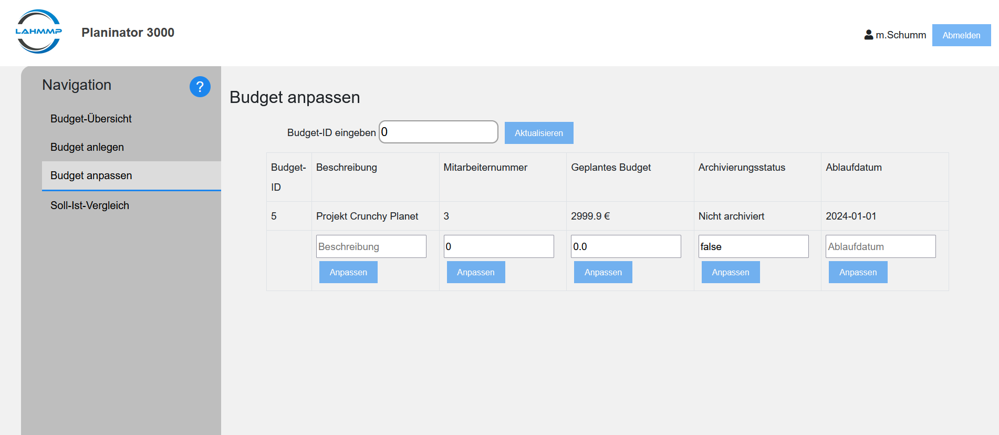 LAHMMP
Planinator 3000
m.Schumm
Abmelden
Navigation
?
Budget-Übersicht
Budget anlegen
Budget anpassen
Soll-Ist-Vergleich
Budget anpassen
Budget-ID eingeben 0 Aktualisieren
Budget-
ID
Beschreibung
Mitarbeiternummer
Geplantes Budget
Archivierungsstatus
Ablaufdatum
5 Projekt Crunchy Planet 3 2999.9 € Nicht archiviert 2024-01-01
Beschreibung 0 0.0 false Ablaufdatum
Anpassen Anpassen Anpassen Anpassen Anpassen